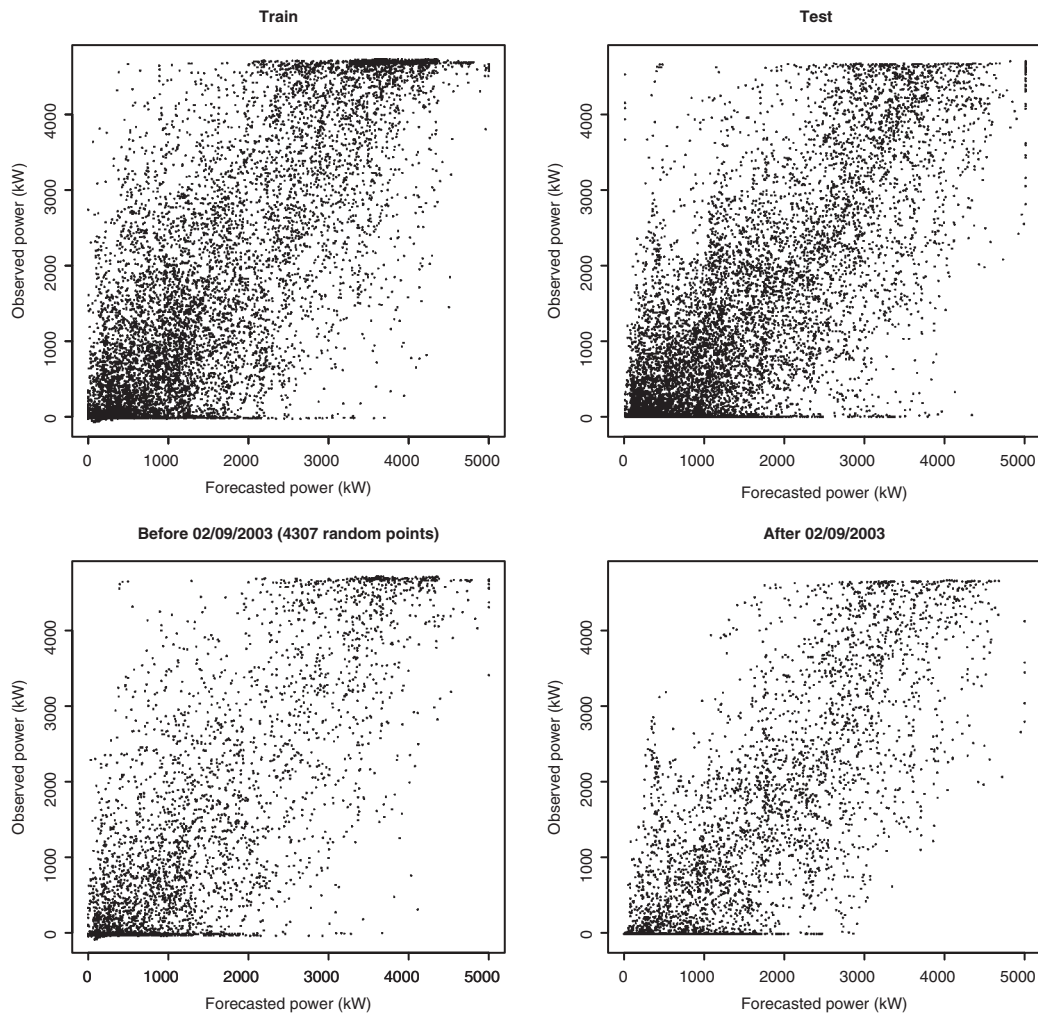 Train
Observed power (kW)
4000
3000
2000
1000
0
0 1000 2000 3000 4000 5000
Forecasted power (kW)
Test
Observed power (kW)
4000
3000
2000
1000
0
0 1000 2000 3000 4000 5000
Forecasted power (kW)
Before 02/09/2003 (4307 random points)
Observed power (kW)
4000
3000
2000
1000
0
0 1000 2000 3000 4000 5000
Forecasted power (kW)
After 02/09/2003
Observed power (kW)
4000
3000
2000
1000
0
0 1000 2000 3000 4000 5000
Forecasted power (kW)